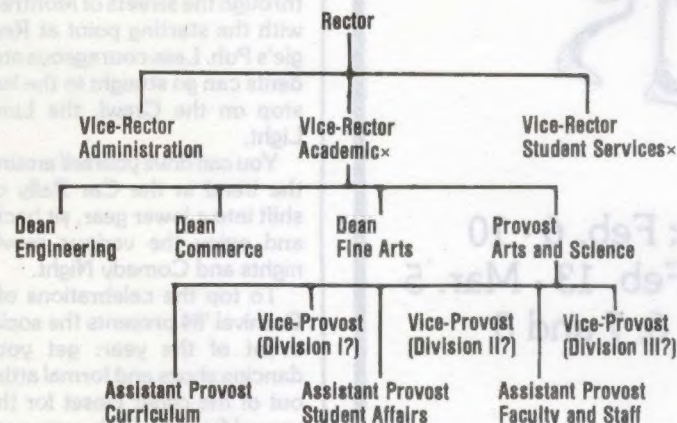 Rector
Vice-Rector
Administration
Vice-Rector
Academic×
Vice-Rector
Student Services×
Dean
Engineering
Dean
Commerce
Dean
Fine Arts
Provost
Arts and Science
Vice-Provost
(Division I?)
Vice-Provost
(Division II?)
Vice-Provost
(Division III?)
Assistant Provost
Curriculum
Assistant Provost
Student Affairs
Assistant Provost
Faculty and Staff